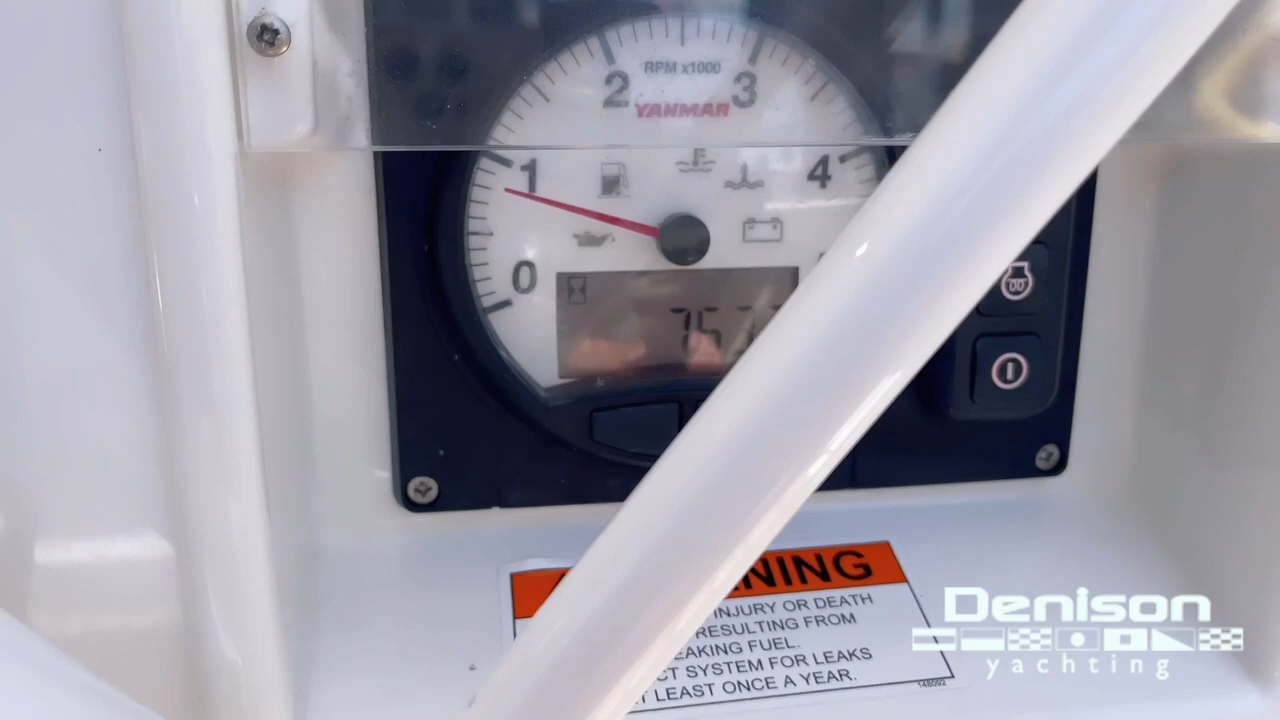 2 RPM x1000 3
YANMAR
1
4
0
NING
INJURY OR DEATH
RESULTING FROM
EAKING FUEL.
CT SYSTEM FOR LEAKS
T LEAST ONCE A YEAR.
148092
Denison
yachting